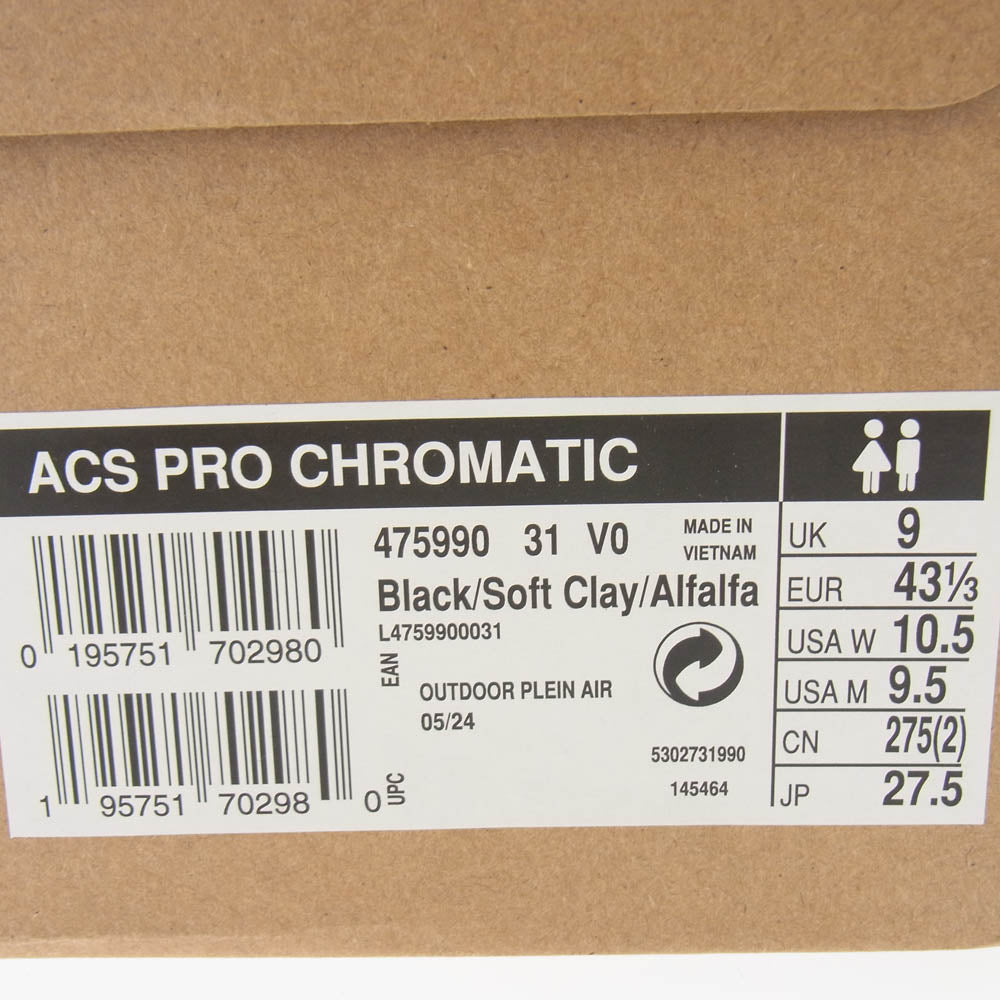 ACS PRO CHROMATIC
475990 31 V0
MADE IN
VIETNAM
Black/Soft Clay/Alfalfa
L4759900031
0 195751 702980
EAN
OUTDOOR PLEIN AIR
05/24
5302731990
145464
1 95751 70298 0
UPC
UK 9
EUR 43⅓
USA W 10.5
USA M 9.5
CN 275(2)
JP 27.5